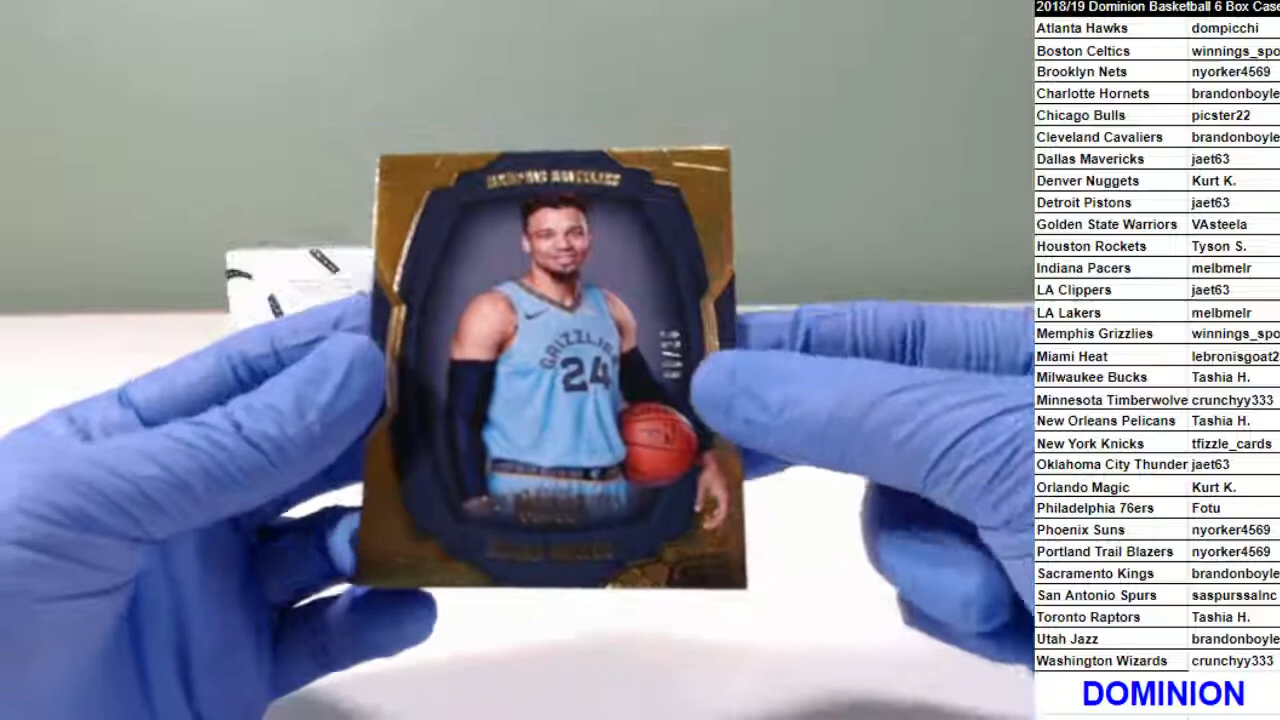 2018/19 Dominion Basketball 6 Box Case
Atlanta Hawks dompicchi
Boston Celtics winnings_spo
Brooklyn Nets nyorker4569
Charlotte Hornets brandonboyle
Chicago Bulls picster22
Cleveland Cavaliers brandonboyle
Dallas Mavericks jaet63
Denver Nuggets Kurt K.
Detroit Pistons jaet63
Golden State Warriors VAsteela
Houston Rockets Tyson S.
Indiana Pacers melbmelr
LA Clippers jaet63
LA Lakers melbmelr
Memphis Grizzlies winnings_spo
Miami Heat lebronisgoat2
Milwaukee Bucks Tashia H.
Minnesota Timberwolve crunchyy333
New Orleans Pelicans Tashia H.
New York Knicks tfizzle_cards
Oklahoma City Thunder jaet63
Orlando Magic Kurt K.
Philadelphia 76ers Fotu
Phoenix Suns nyorker4569
Portland Trail Blazers nyorker4569
Sacramento Kings brandonboyle
San Antonio Spurs saspurssalnc
Toronto Raptors Tashia H.
Utah Jazz brandonboyle
Washington Wizards crunchyy333
DOMINION
MEMPHIS GRIZZLIES
GRIZZLIES
24